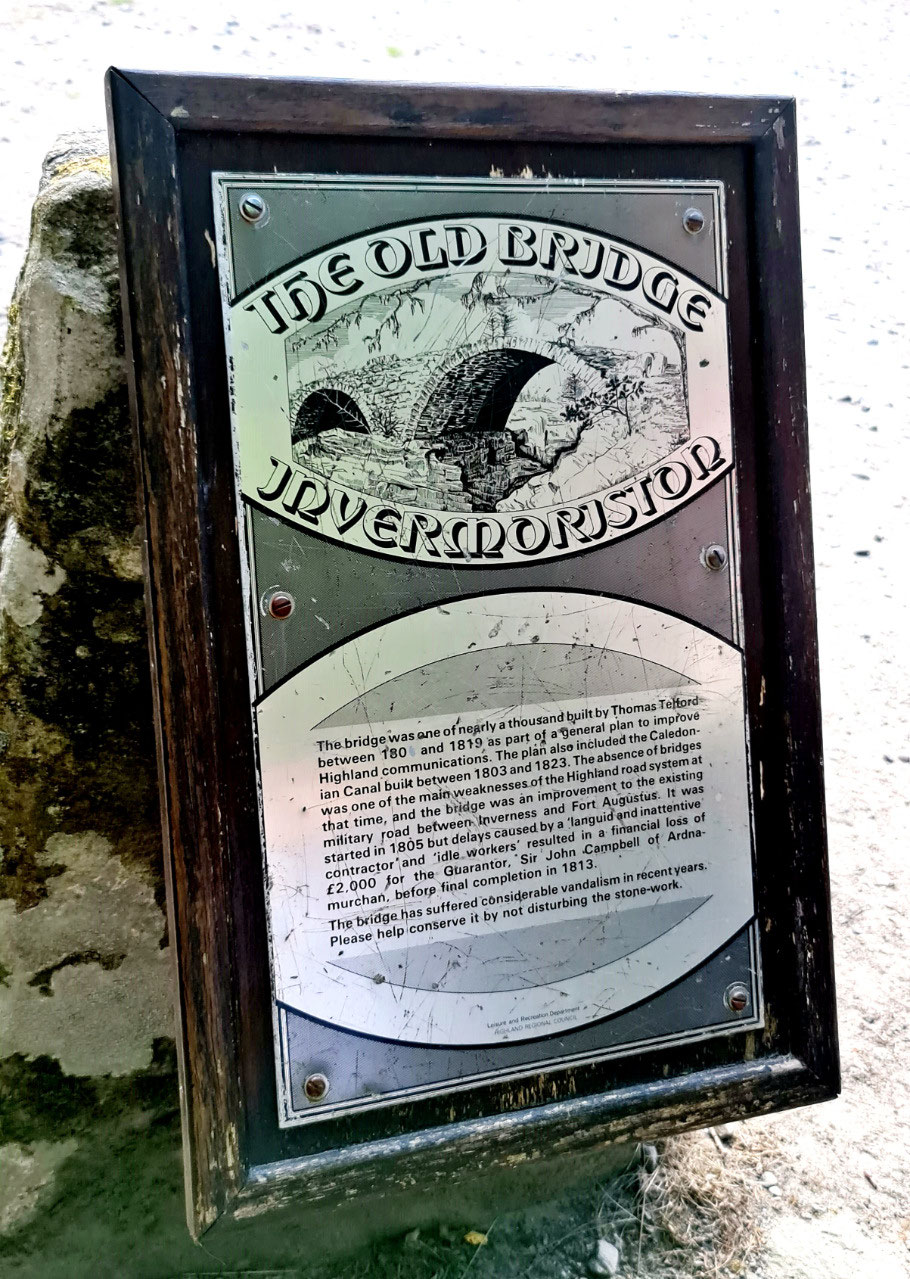 THE OLD BRIDGE
INVERMORISTON
The bridge was one of nearly a thousand built by Thomas Telford
between 180 and 1819 as part of a general plan to improve
Highland communications. The plan also included the Caledon-
ian Canal built between 1803 and 1823. The absence of bridges
was one of the main weaknesses of the Highland road system at
that time, and the bridge was an improvement to the existing
military road between Inverness and Fort Augustus. It was
started in 1805 but delays caused by a 'languid and inattentive'
contractor and 'idle workers' resulted in a financial loss of
£2,000 for the Guarantor, Sir John Campbell of Ardna-
murchan, before final completion in 1813.
The bridge has suffered considerable vandalism in recent years.
Please help conserve it by not disturbing the stone-work.
Leisure and Recreation Department
HIGHLAND REGIONAL COUNCIL